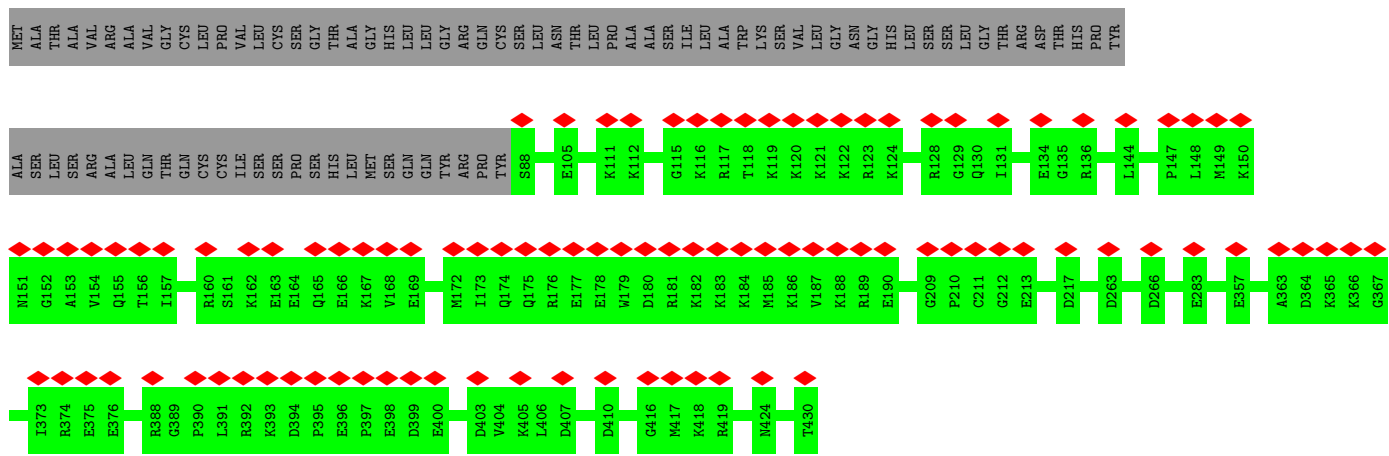 MET ALA THR ALA VAL ARG ALA VAL GLY CYS LEU PRO VAL LEU CYS SER GLY THR ALA GLY HIS LEU LEU GLY ARG GLN CYS SER LEU ASN THR LEU PRO ALA ALA SER ILE LEU ALA TRP LYS SER VAL LEU GLY ASN GLY HIS LEU SER SER LEU GLY THR ARG ASP THR HIS PRO TYR
ALA SER LEU SER ARG ALA LEU GLN THR GLN CYS CYS ILE SER SER PRO SER HIS LEU MET SER GLN GLN TYR ARG PRO TYR S88 E105 K111 K112 G115 K116 R117 T118 K119 K120 K121 K122 R123 K124 R128 G129 Q130 I131 E134 G135 R136 L144 P147 L148 M149 K150
N151 G152 A153 V154 Q155 T156 I157 R160 S161 K162 E163 E164 Q165 E166 K167 V168 E169 M172 I173 Q174 Q175 R176 E177 E178 W179 D180 R181 K182 K183 K184 M185 K186 V187 K188 R189 E190 G209 P210 G211 G212 E213 D217 D263 D266 E283 E357 A363 D364 K365 K366 G367
I373 R374 E375 E376 R388 G389 P390 L391 R392 K393 D394 P395 E396 P397 E398 D399 E400 D403 V404 K405 L406 D407 D410 G416 M417 K418 R419 N424 T430